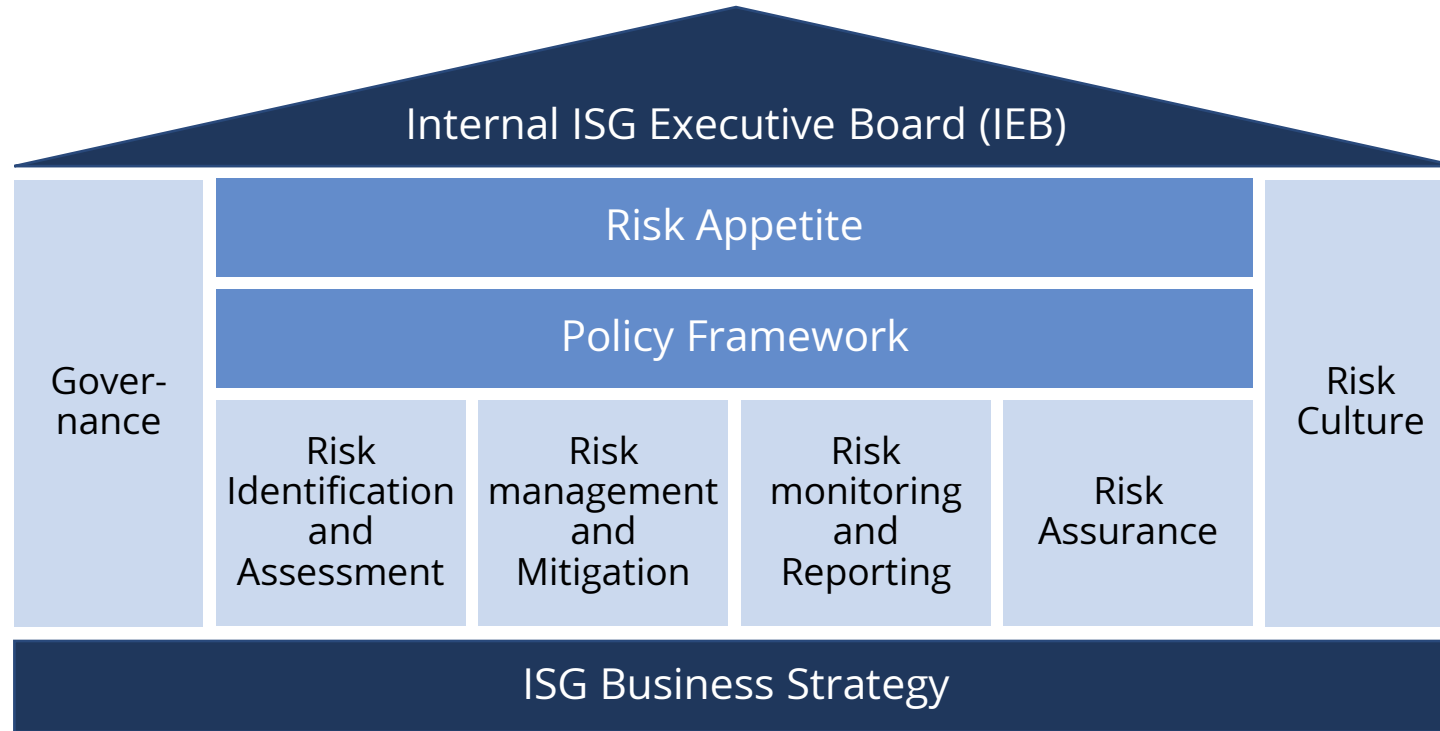 Internal ISG Executive Board (IEB)
Risk Appetite
Policy Framework
Gover-
nance
Risk
Identification
and
Assessment
Risk
management
and
Mitigation
Risk
monitoring
and
Reporting
Risk
Assurance
Risk
Culture
ISG Business Strategy